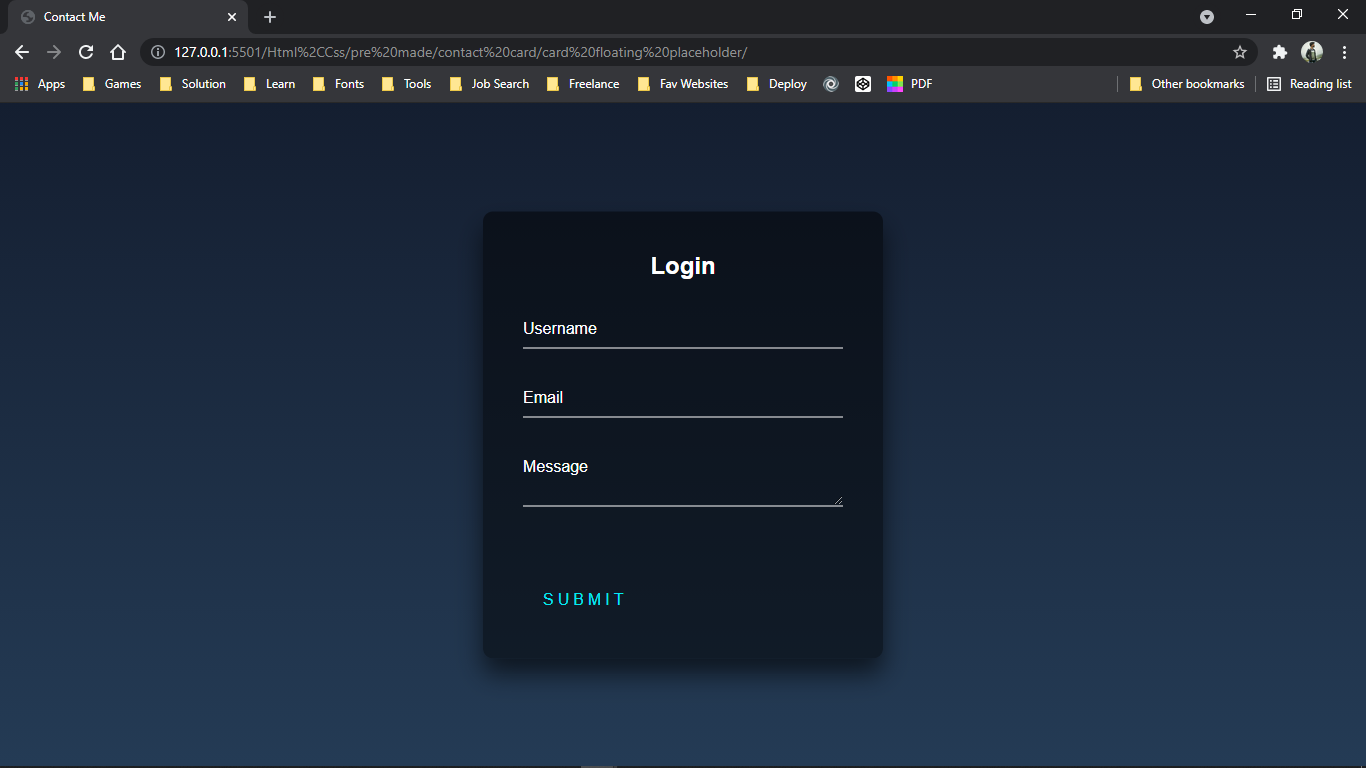 Contact Me
127.0.0.1:5501/Html%2CCss/pre%20made/contact%20card/card%20floating%20placeholder/
Apps Games Solution Learn Fonts Tools Job Search Freelance Fav Websites Deploy PDF Other bookmarks Reading list
Login
Username
Email
Message
SUBMIT